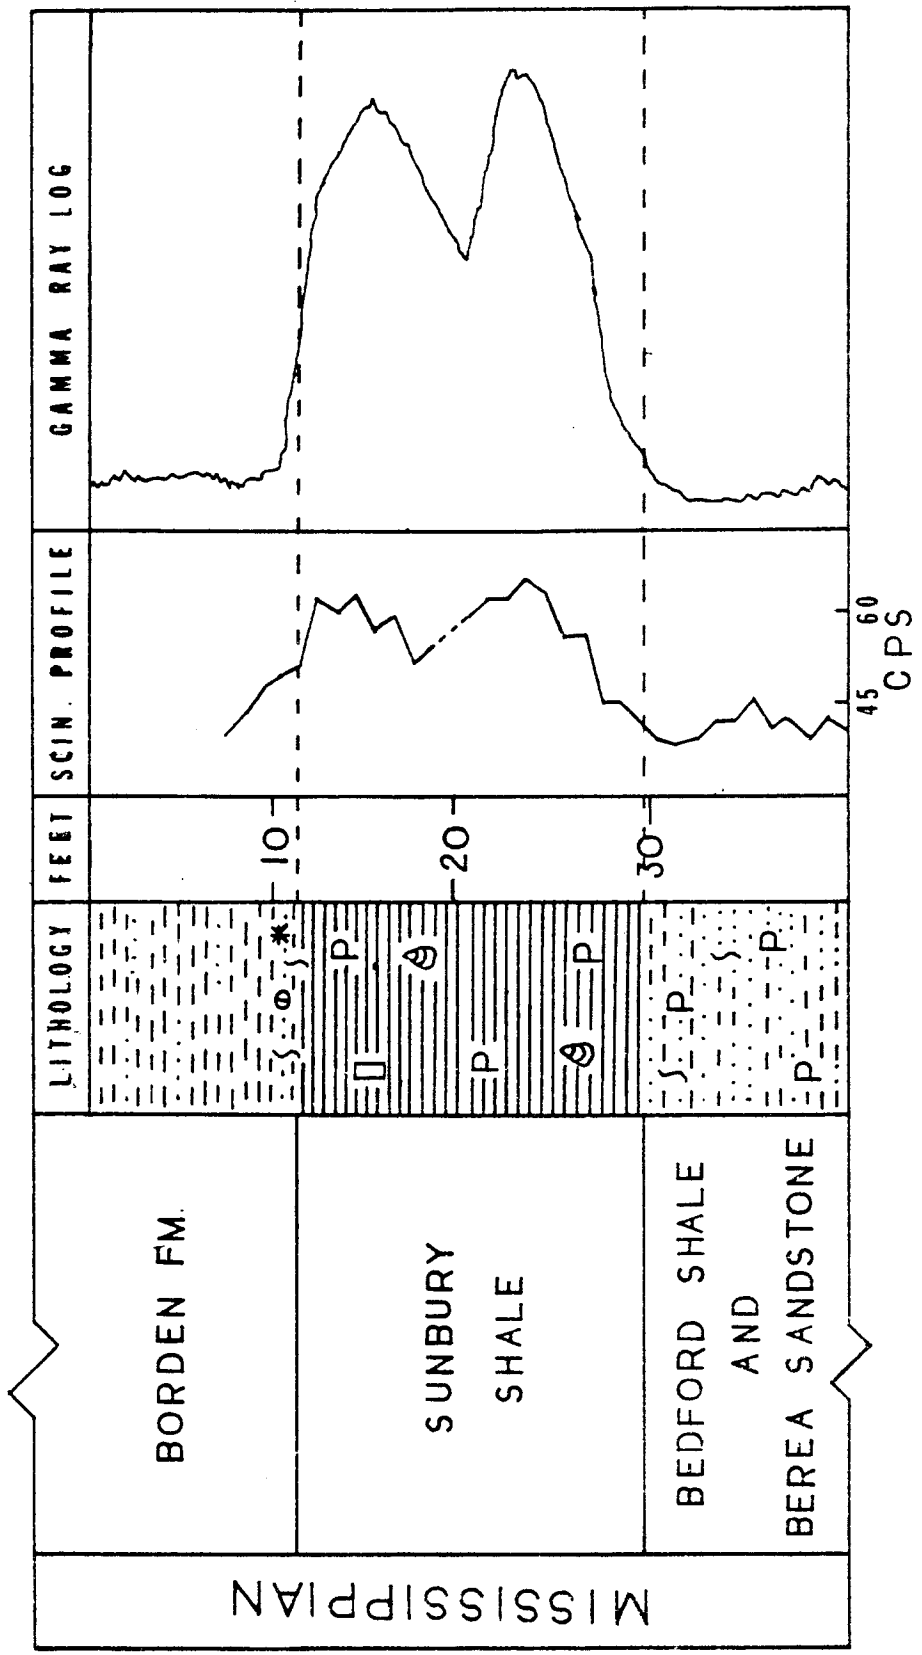 LITHOLOGY
FEET
SCIN. PROFILE
GAMMA RAY LOG
MISSISSIPPIAN
BORDEN FM.
SUNBURY
SHALE
BEDFORD SHALE
AND
BEREA SANDSTONE
P
P
P
P
P
P
10
20
30
45 60
CPS